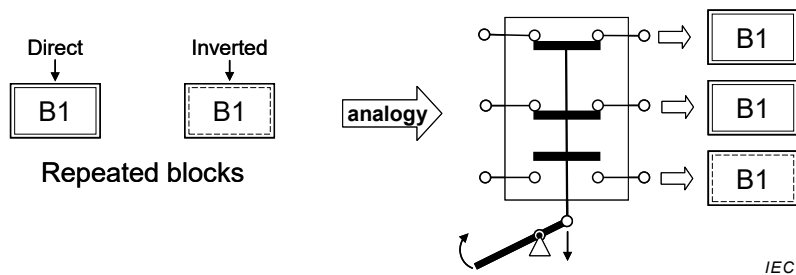 Direct
Inverted
B1
B1
Repeated blocks
analogy
B1
B1
B1
IEC